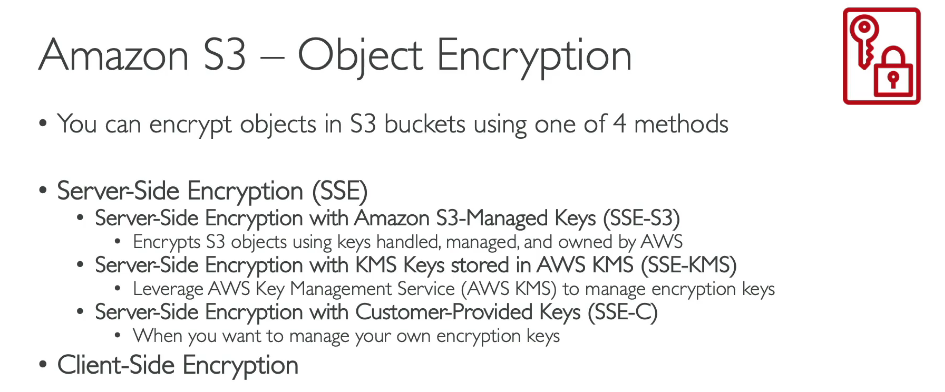 Amazon S3 – Object Encryption
• You can encrypt objects in S3 buckets using one of 4 methods
• Server-Side Encryption (SSE)
• Server-Side Encryption with Amazon S3-Managed Keys (SSE-S3)
• Encrypts S3 objects using keys handled, managed, and owned by AWS
• Server-Side Encryption with KMS Keys stored in AWS KMS (SSE-KMS)
• Leverage AWS Key Management Service (AWS KMS) to manage encryption keys
• Server-Side Encryption with Customer-Provided Keys (SSE-C)
• When you want to manage your own encryption keys
• Client-Side Encryption